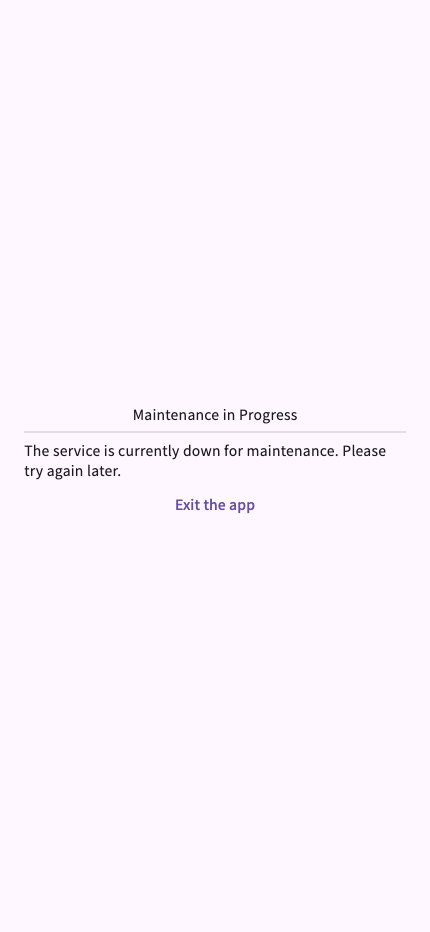 Maintenance in Progress
The service is currently down for maintenance. Please
try again later.
Exit the app